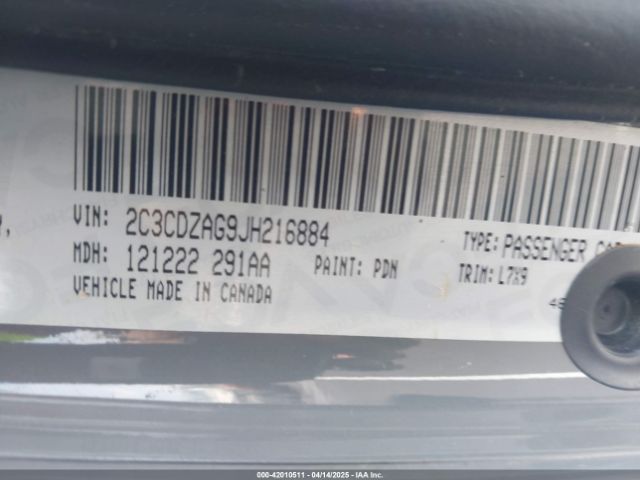 VIN: 2C3CDZAG9JH216884 TYPE: PASSENGER
MDH: 121222 291AA PAINT: PDN TRIM: L7X9
VEHICLE MADE IN CANADA
000-42010511 - 04/14/2025 - IAA Inc.